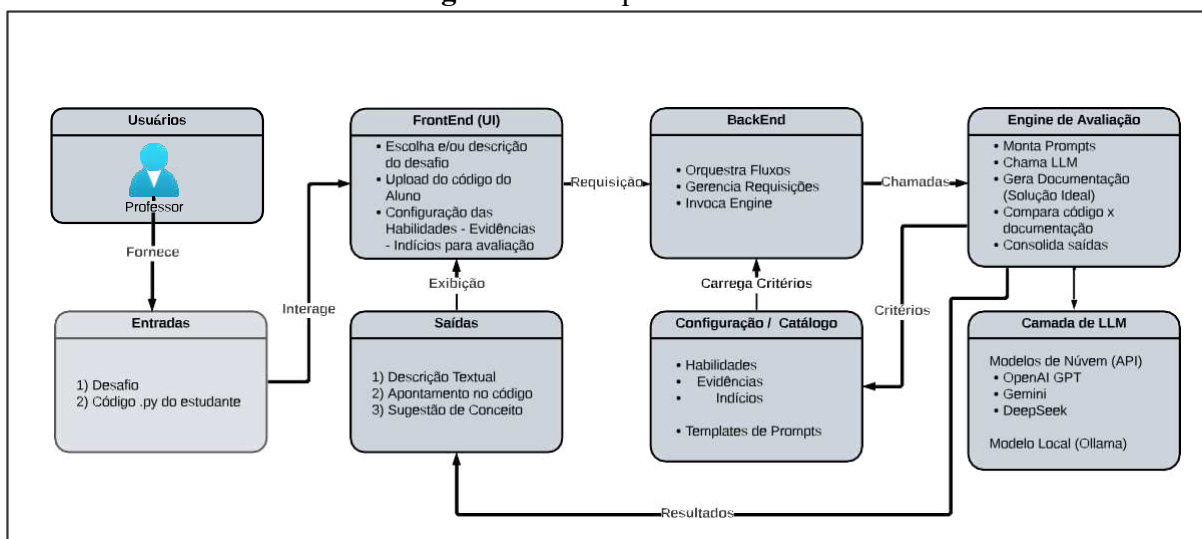 Usuários
Professor
Fornece
Entradas
1) Desafio
2) Código .py do estudante
Interage
FrontEnd (UI)
• Escolha e/ou descrição
do desafio
• Upload do código do
Aluno
• Configuração das
Habilidades - Evidências
- Indícios para avaliação
Exibição
Saídas
1) Descrição Textual
2) Apontamento no código
3) Sugestão de Conceito
Requisição
BackEnd
• Orquestra Fluxos
• Gerencia Requisições
• Invoca Engine
Carrega Critérios
Configuração / Catálogo
• Habilidades
• Evidências
• Indícios
• Templates de Prompts
Chamadas
Engine de Avaliação
• Monta Prompts
• Chama LLM
• Gera Documentação
(Solução Ideal)
• Compara código x
documentação
• Consolida saídas
Critérios
Camada de LLM
Modelos de Núvem (API)
• OpenAI GPT
• Gemini
• DeepSeek
Modelo Local (Ollama)
Resultados